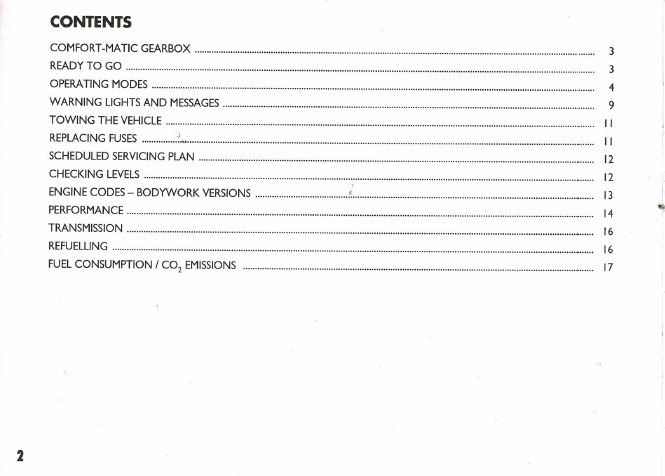 CONTENTS
COMFORT-MATIC GEARBOX ........ 3
READY TO GO ........ 3
OPERATING MODES ........ 4
WARNING LIGHTS AND MESSAGES ........ 9
TOWING THE VEHICLE ........ 11
REPLACING FUSES ........ 11
SCHEDULED SERVICING PLAN ........ 12
CHECKING LEVELS ........ 12
ENGINE CODES – BODYWORK VERSIONS ........ 13
PERFORMANCE ........ 14
TRANSMISSION ........ 16
REFUELLING ........ 16
FUEL CONSUMPTION / CO₂ EMISSIONS ........ 17
2